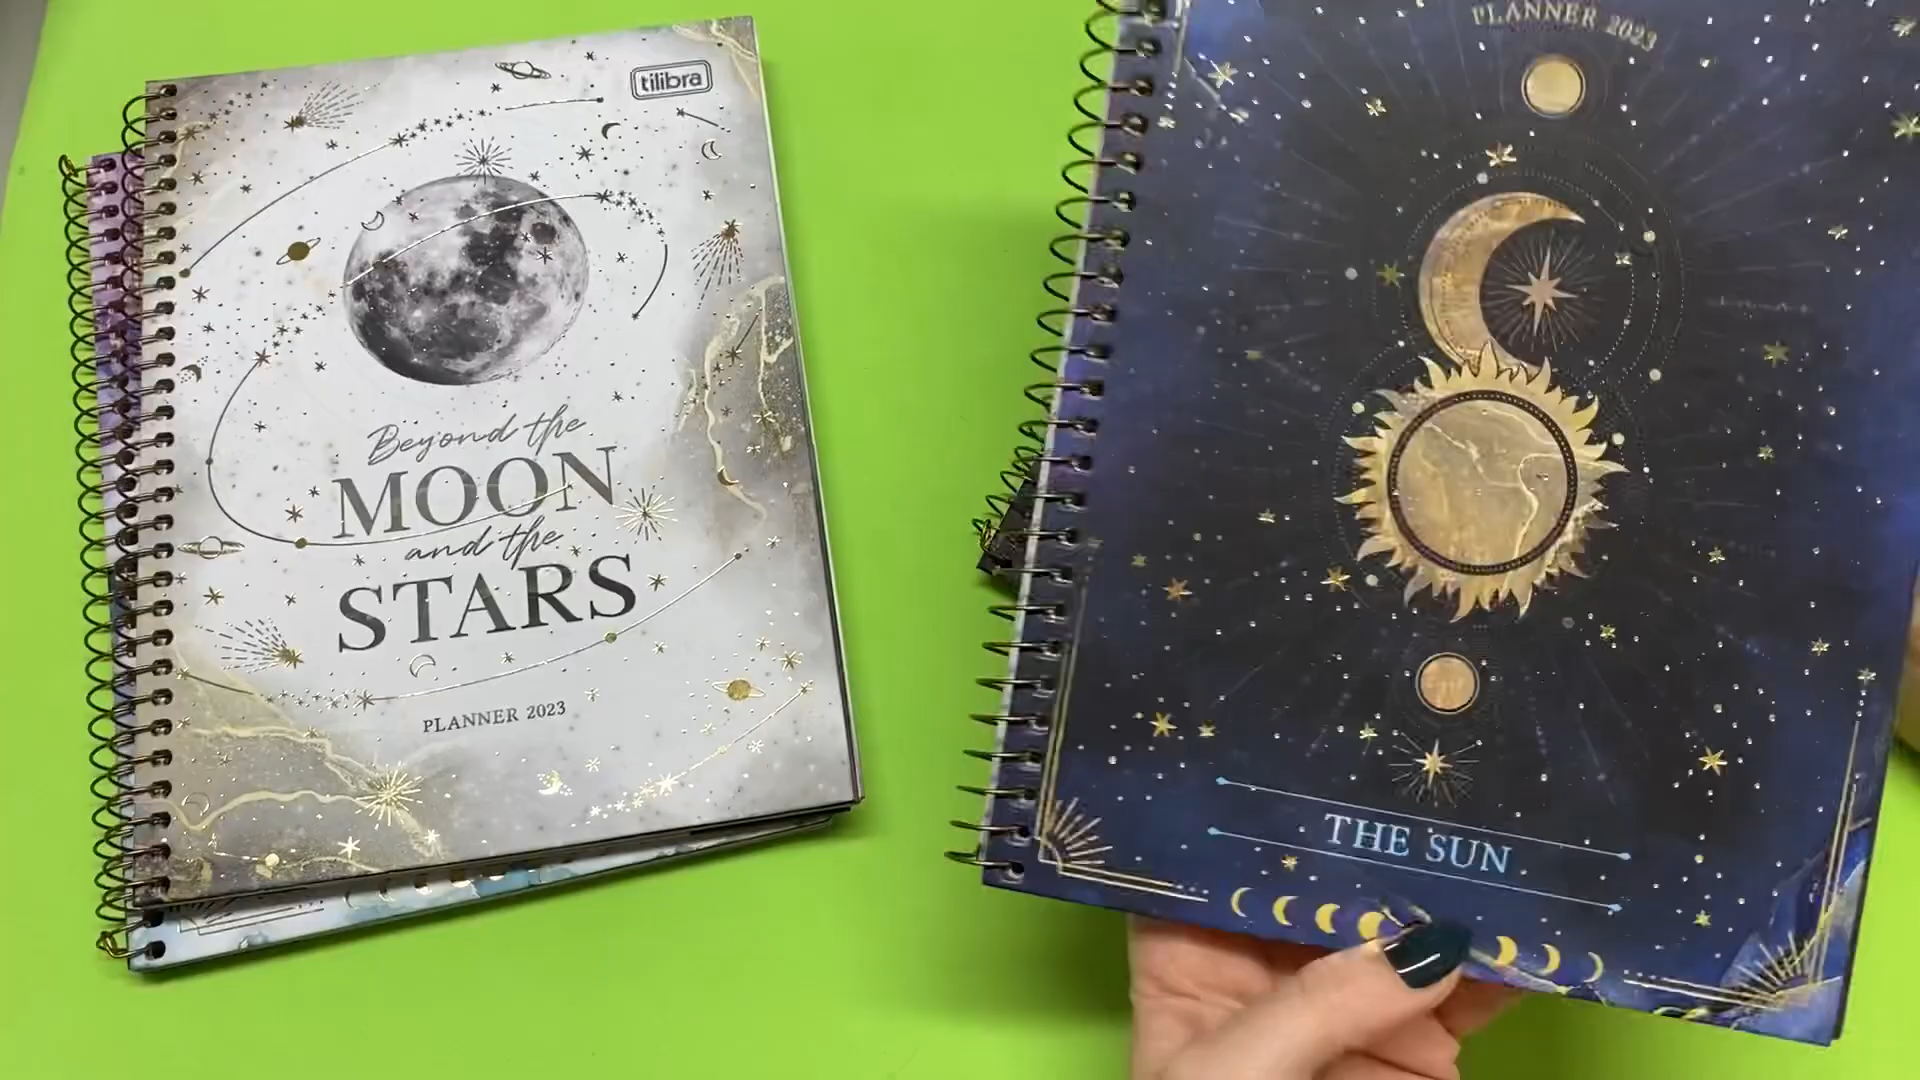 tilibra
Beyond the
MOON
and the
STARS
PLANNER 2023
PLANNER 2023
THE SUN